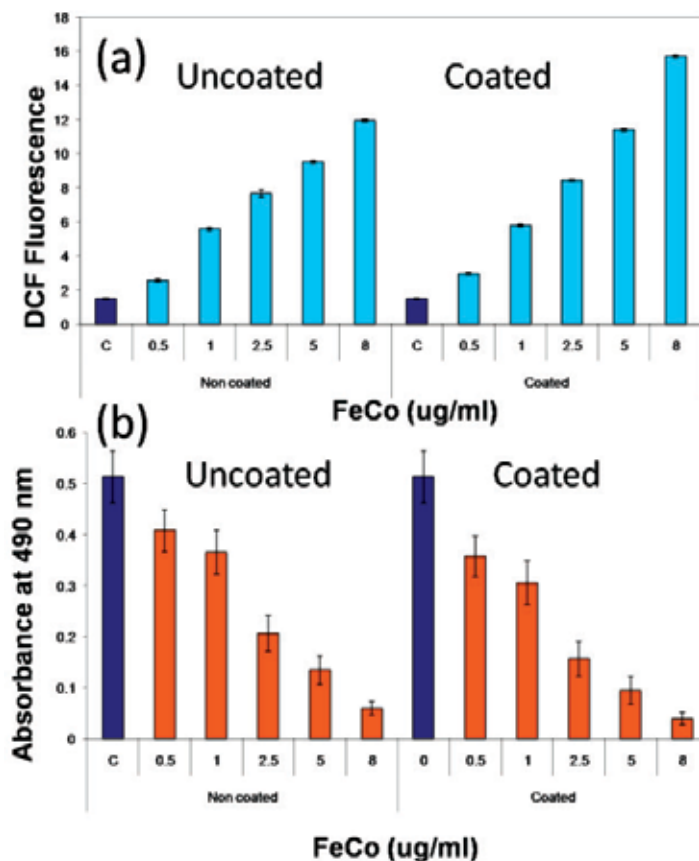 (a)
Uncoated Coated
DCF Fluorescence
18
16
14
12
10
8
6
4
2
0
C 0.5 1 2.5 5 8 C 0.5 1 2.5 5 8
Non coated Coated
FeCo (ug/ml)
(b)
Uncoated Coated
Absorbance at 490 nm
0.6
0.5
0.4
0.3
0.2
0.1
0
C 0.5 1 2.5 5 8 0 0.5 1 2.5 5 8
Non coated Coated
FeCo (ug/ml)